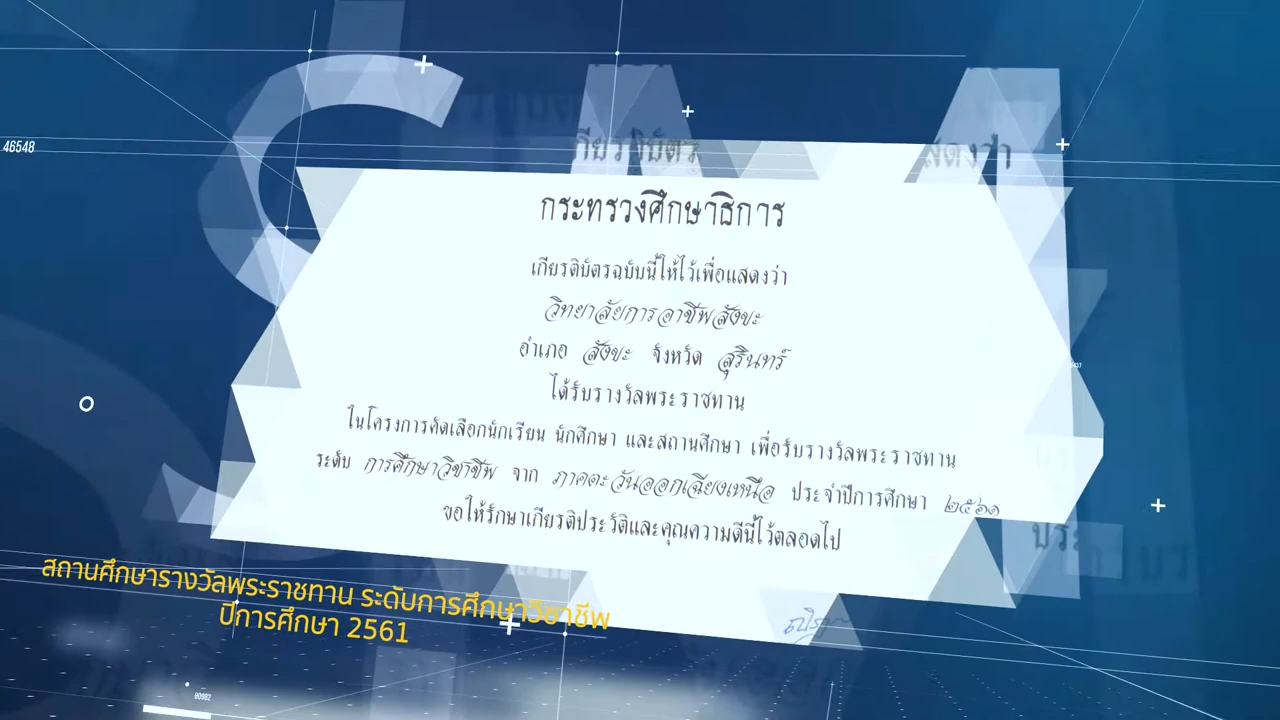 46548
กระทรวงศึกษาธิการ
เกียรติบัตรฉบับนี้ให้ไว้เพื่อแสดงว่า
วิทยาลัยการอาชีพสังขะ
อำเภอ สังขะ จังหวัด สุรินทร์
ได้รับรางวัลพระราชทาน
ในโครงการคัดเลือกนักเรียน นักศึกษา และสถานศึกษา เพื่อรับรางวัลพระราชทาน
ระดับ การศึกษาวิชาชีพ จาก ภาคตะวันออกเฉียงเหนือ ประจำปีการศึกษา ๒๕๖๑
ขอให้รักษาเกียรติประวัติและคุณความดีนี้ไว้ตลอดไป
สถานศึกษารางวัลพระราชทาน ระดับการศึกษาวิชาชีพ
ปีการศึกษา 2561
80982